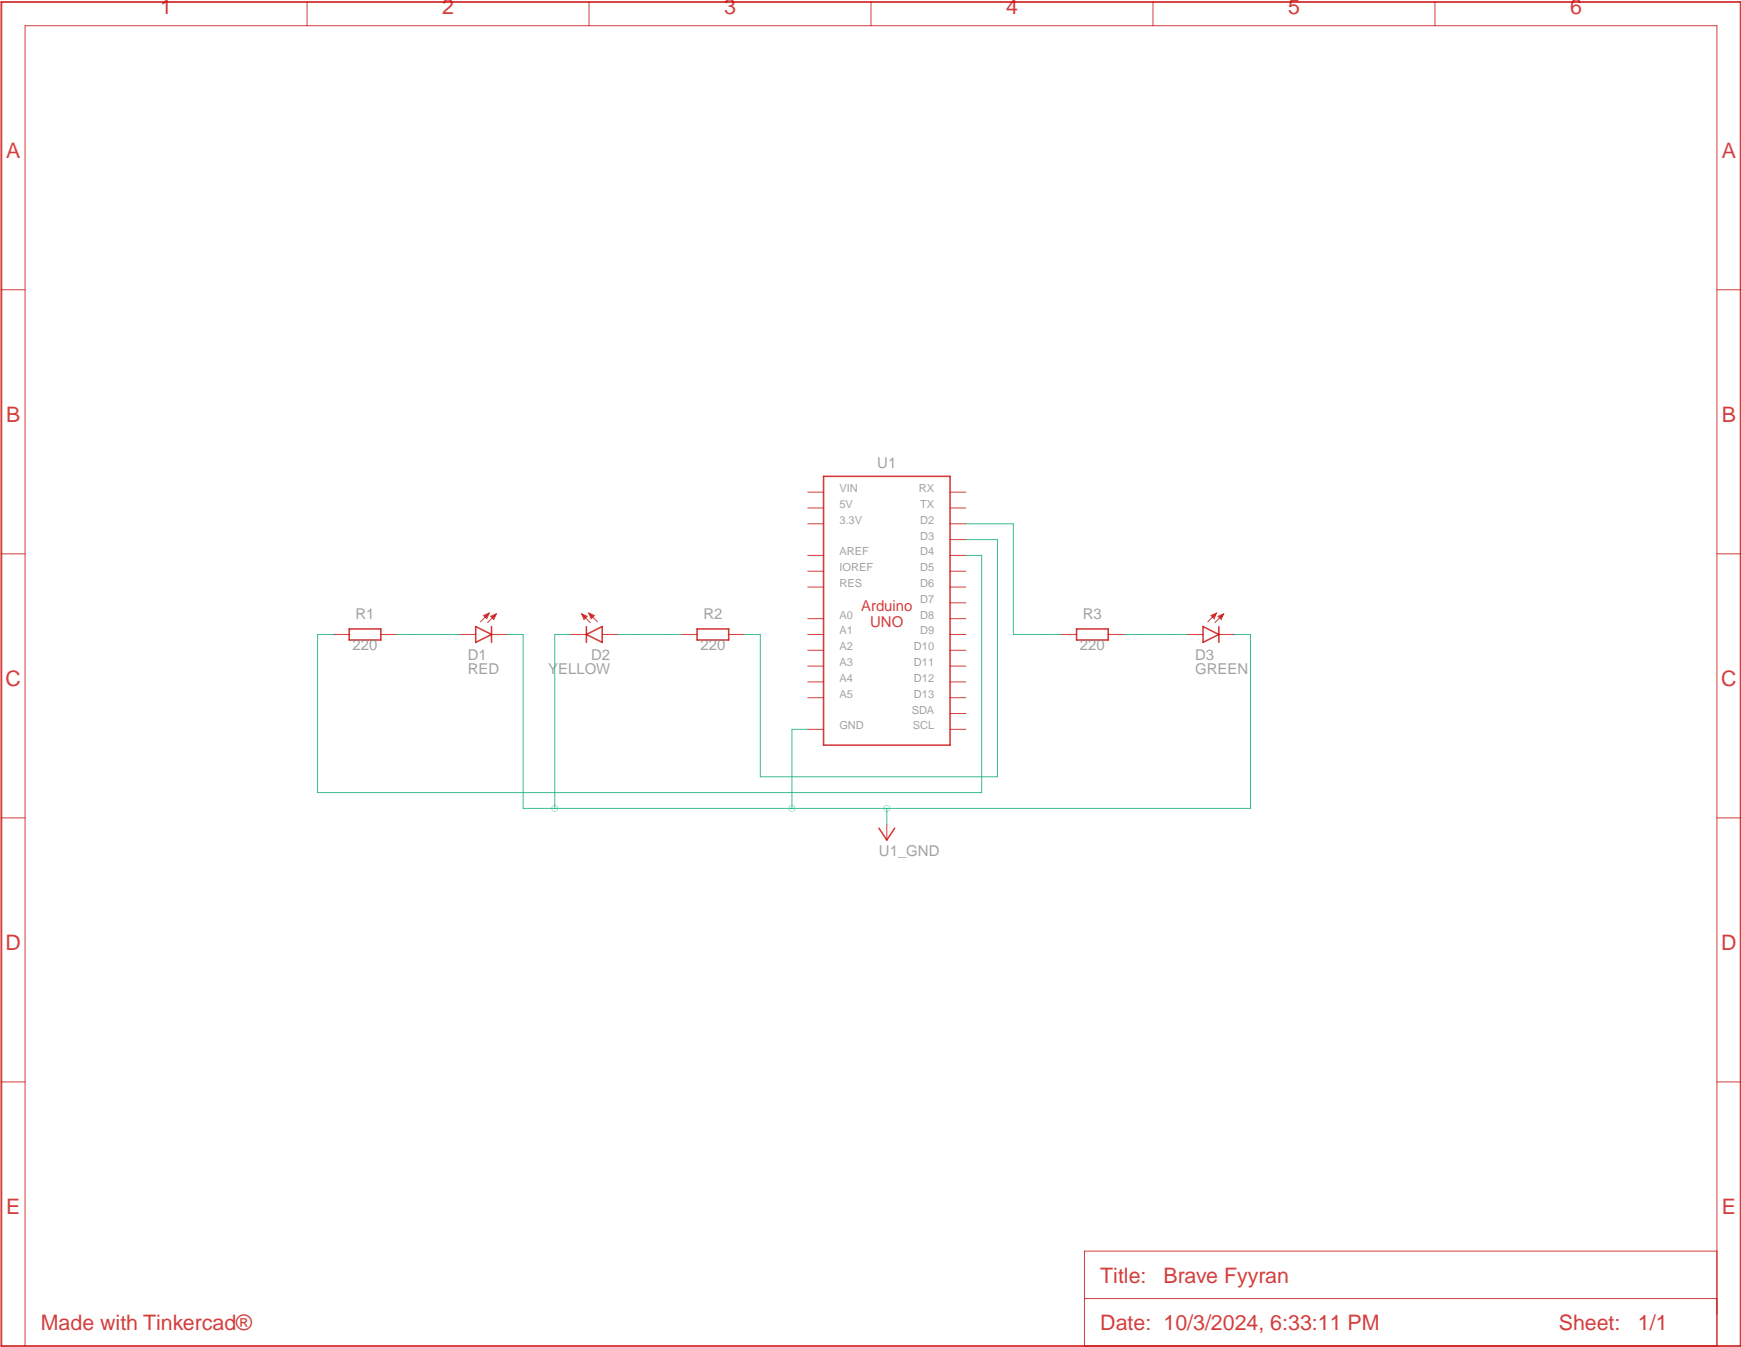 1 2 3 4 5 6
A A
B B
U1
VIN RX
5V TX
3.3V D2
D3
AREF D4
IOREF D5
RES D6
D7
Arduino
UNO
A0 D8
A1 D9
A2 D10
A3 D11
A4 D12
A5 D13
SDA
GND SCL
R1
220
D1
RED
D2
YELLOW
R2
220
R3
220
D3
GREEN
C C
U1_GND
D D
E E
Title: Brave Fyyran
Date: 10/3/2024, 6:33:11 PM Sheet: 1/1
Made with Tinkercad®